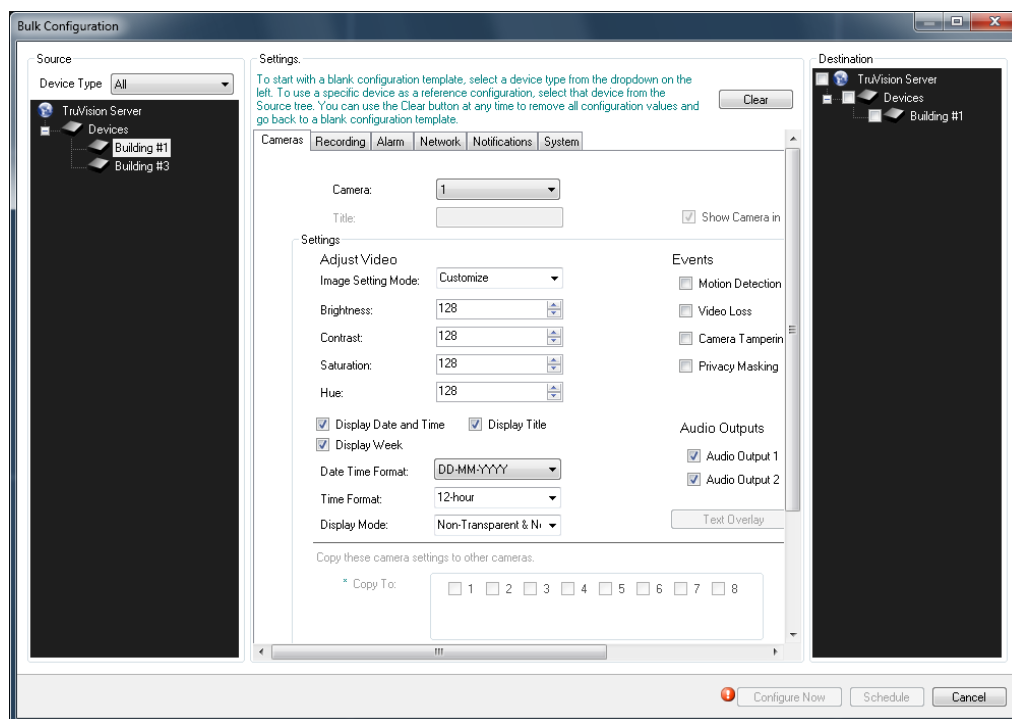 Bulk Configuration
Source
Device Type All
TruVision Server
Devices
Building #1
Building #3
Settings.
To start with a blank configuration template, select a device type from the dropdown on the
left. To use a specific device as a reference configuration, select that device from the
Source tree. You can use the Clear button at any time to remove all configuration values and
go back to a blank configuration template.
Clear
Cameras Recording Alarm Network Notifications System
Camera: 1
Title:
Show Camera in
Settings
Adjust Video
Image Setting Mode: Customize
Brightness: 128
Contrast: 128
Saturation: 128
Hue: 128
Display Date and Time Display Title
Display Week
Date Time Format: DD-MM-YYYY
Time Format: 12-hour
Display Mode: Non-Transparent & N
Events
Motion Detection
Video Loss
Camera Tamperin
Privacy Masking
Audio Outputs
Audio Output 1
Audio Output 2
Text Overlay
Copy these camera settings to other cameras.
* Copy To: 1 2 3 4 5 6 7 8
Destination
TruVision Server
Devices
Building #1
Configure Now Schedule Cancel